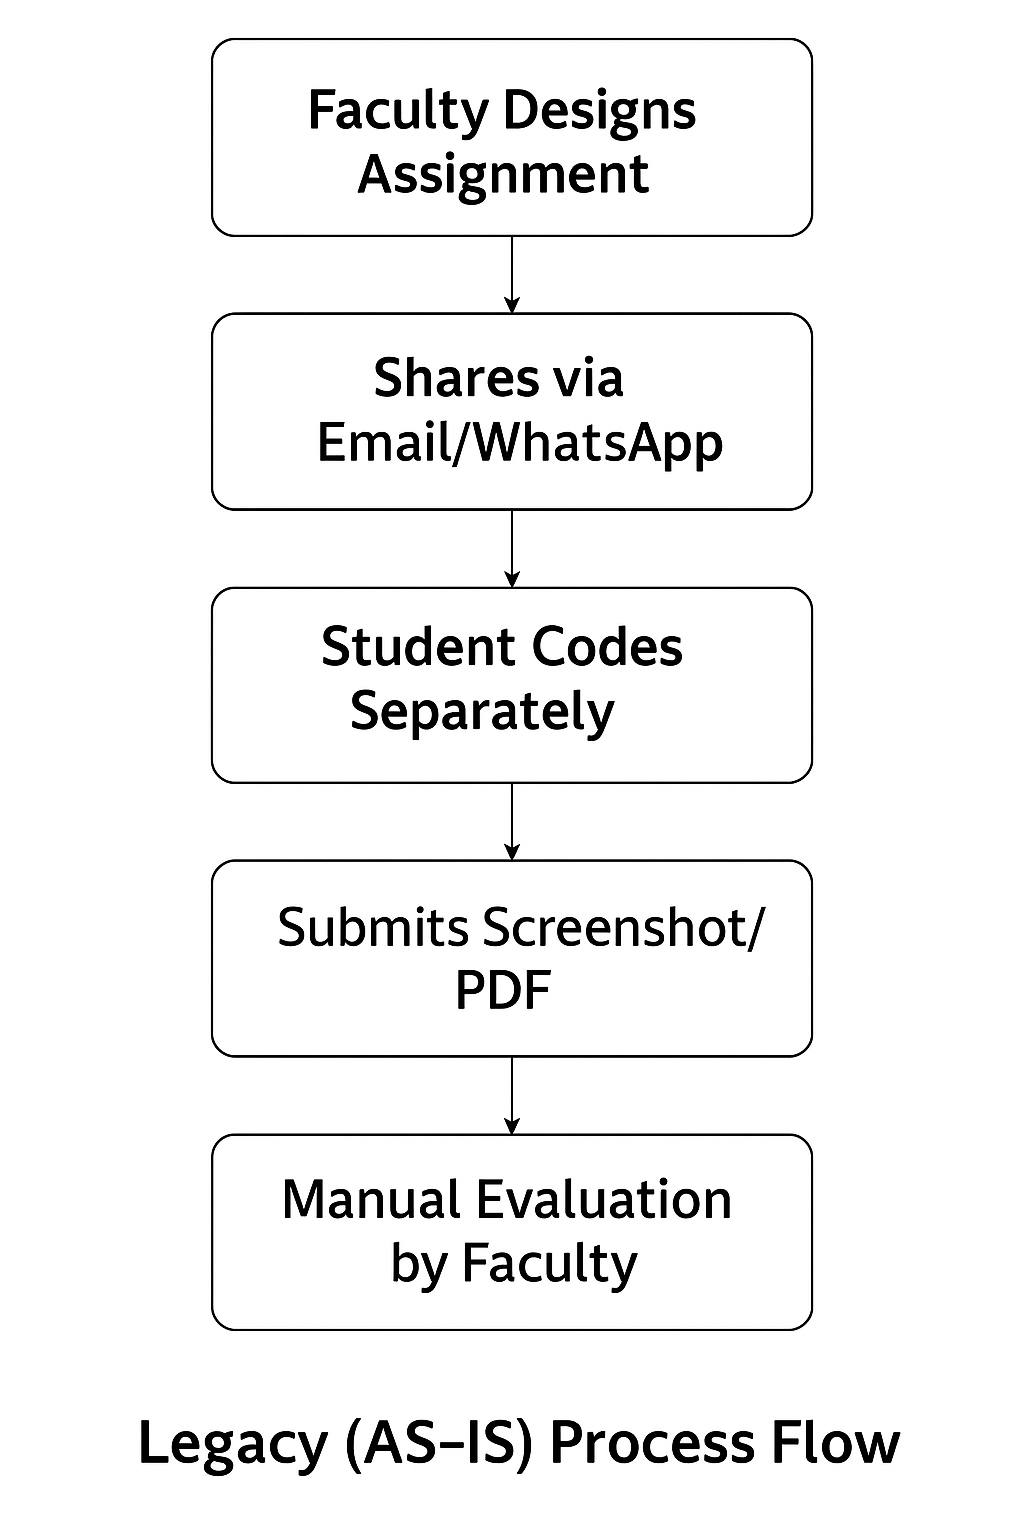 Faculty Designs
Assignment
Shares via
Email/WhatsApp
Student Codes
Separately
Submits Screenshot/
PDF
Manual Evaluation
by Faculty
Legacy (AS–IS) Process Flow